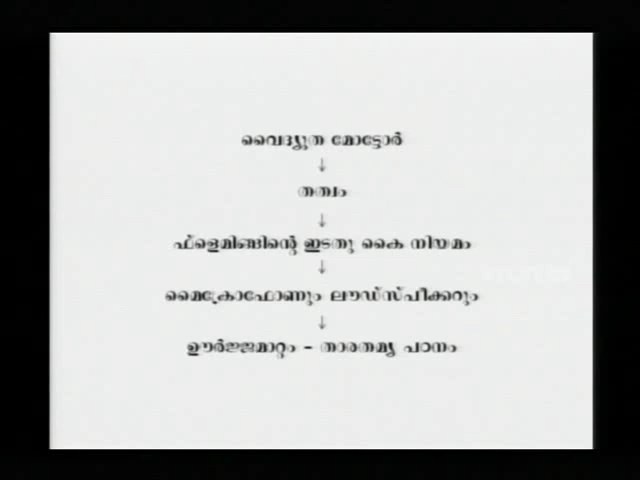 വൈദ്യുത മോട്ടോർ
↓
തത്വം
↓
ഫ്ളെമിങ്ങിന്റെ ഇടതു കൈ നിയമം
↓
മൈക്രോഫോണും ലൗഡ്സ്പീക്കറും
↓
ഊർജ്ജമാറ്റം - താരതമ്യ പഠനം